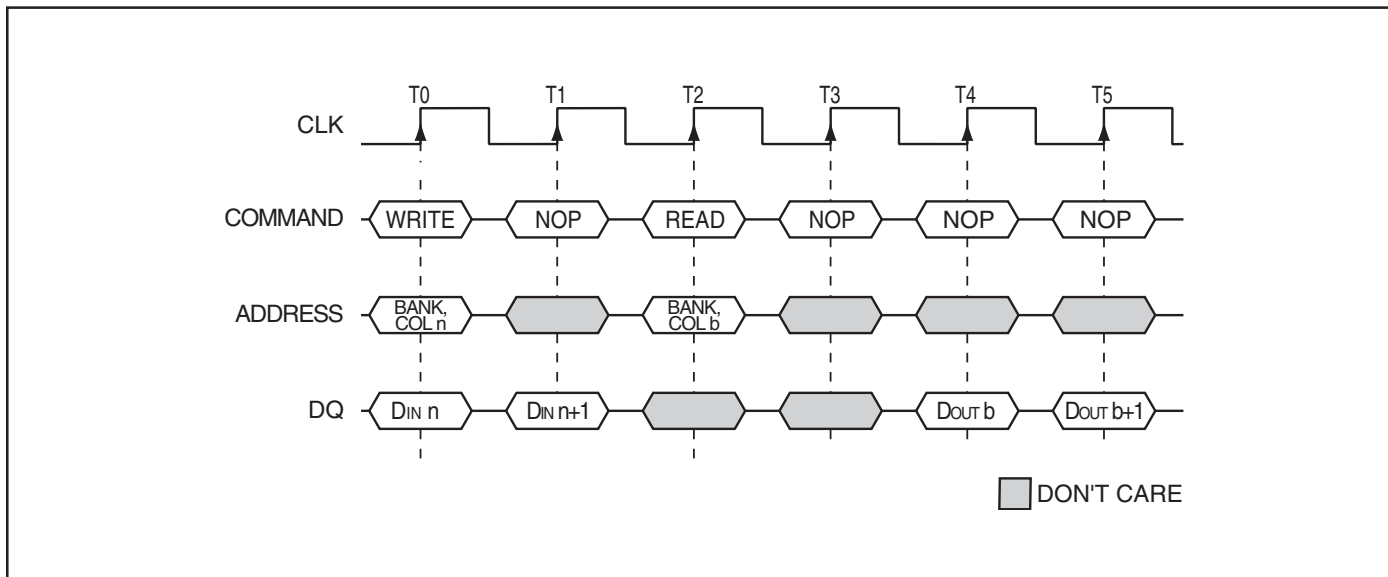 T0 T1 T2 T3 T4 T5
CLK
COMMAND WRITE NOP READ NOP NOP NOP
ADDRESS BANK, COL n BANK, COL b
DQ DIN n DIN n+1 DOUT b DOUT b+1
DON'T CARE